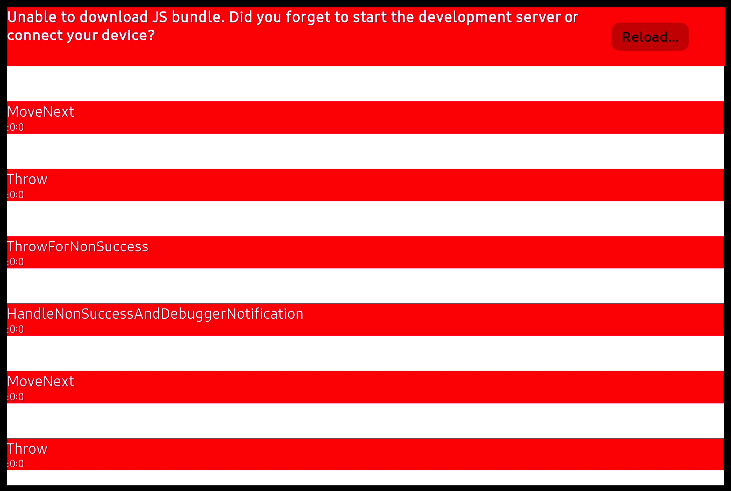 Unable to download JS bundle. Did you forget to start the development server or
connect your device?
Reload...
MoveNext
:0:0
Throw
:0:0
ThrowForNonSuccess
:0:0
HandleNonSuccessAndDebuggerNotification
:0:0
MoveNext
:0:0
Throw
:0:0